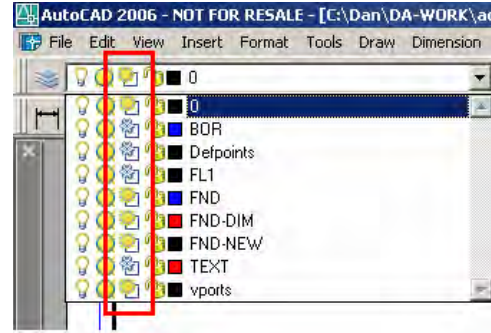 AutoCAD 2006 - NOT FOR RESALE - [C:\Dan\DA-WORK\ac
File Edit View Insert Format Tools Draw Dimension
0
0
BOR
Defpoints
FL1
FND
FND-DIM
FND-NEW
TEXT
vports